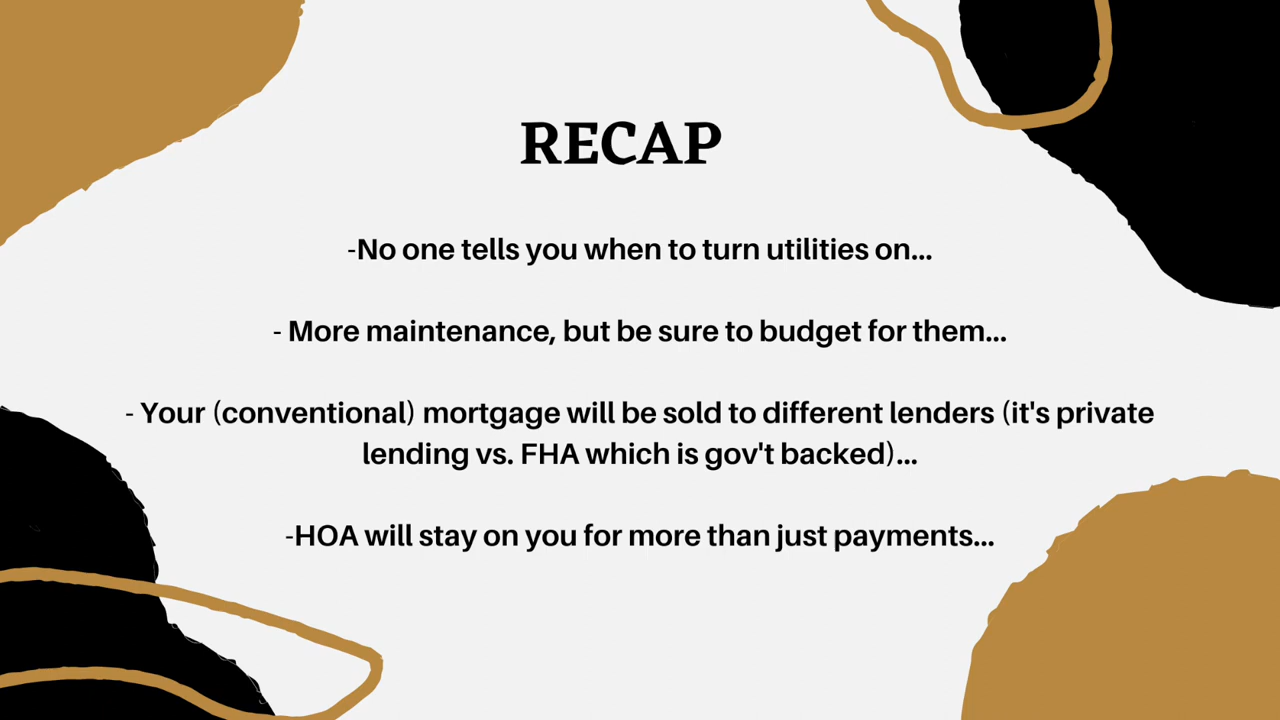 RECAP
-No one tells you when to turn utilities on...
- More maintenance, but be sure to budget for them...
- Your (conventional) mortgage will be sold to different lenders (it's private
lending vs. FHA which is gov't backed)...
-HOA will stay on you for more than just payments...